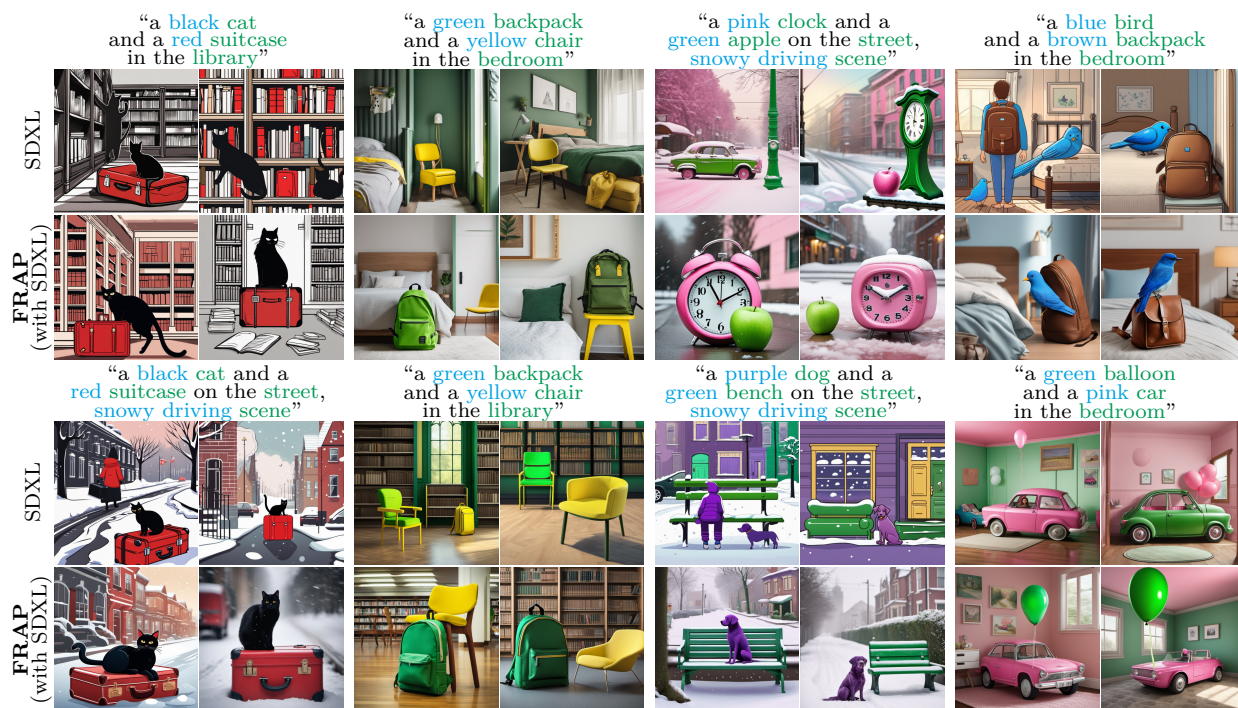 “a black cat
and a red suitcase
in the library”
“a green backpack
and a yellow chair
in the bedroom”
“a pink clock and a
green apple on the street,
snowy driving scene”
“a blue bird
and a brown backpack
in the bedroom”
SDXL
FRAP
(with SDXL)
“a black cat and a
red suitcase on the street,
snowy driving scene”
“a green backpack
and a yellow chair
in the library”
“a purple dog and a
green bench on the street,
snowy driving scene”
“a green balloon
and a pink car
in the bedroom”
SDXL
FRAP
(with SDXL)